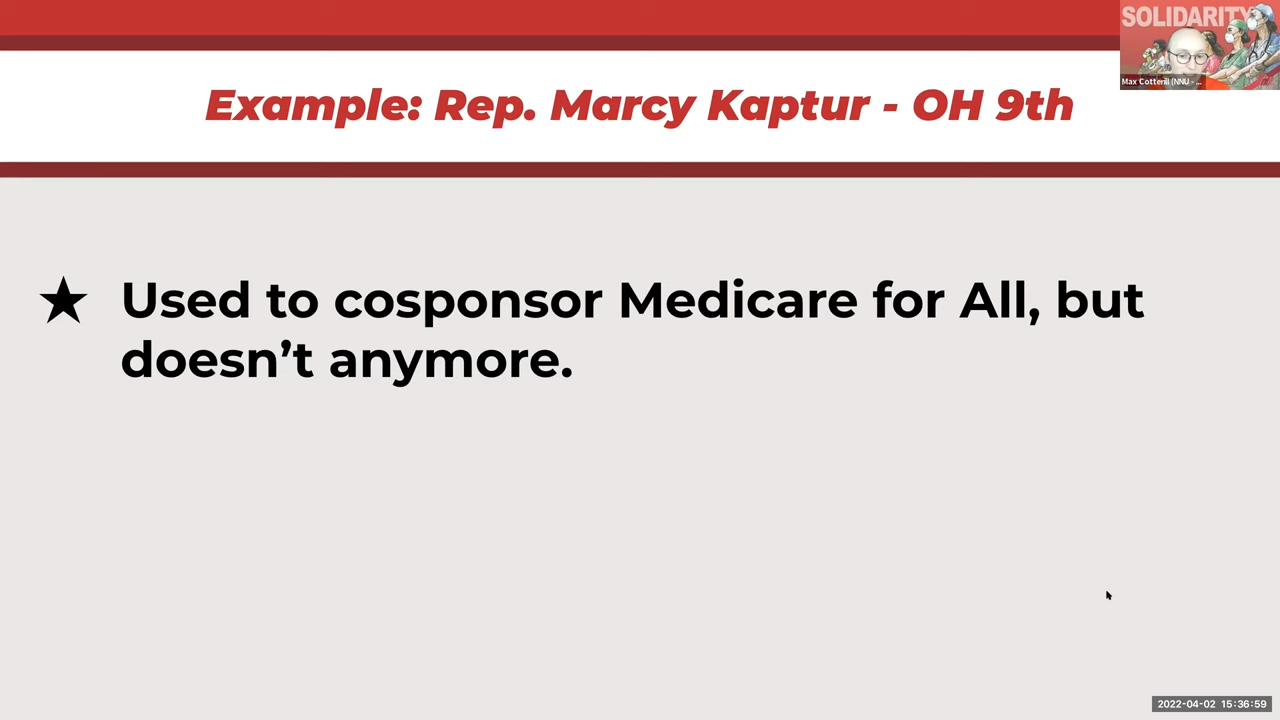 SOLIDARITY
Max Cotterill (NNU - ...
Example: Rep. Marcy Kaptur - OH 9th
★ Used to cosponsor Medicare for All, but
doesn’t anymore.
2022-04-02 15:36:59